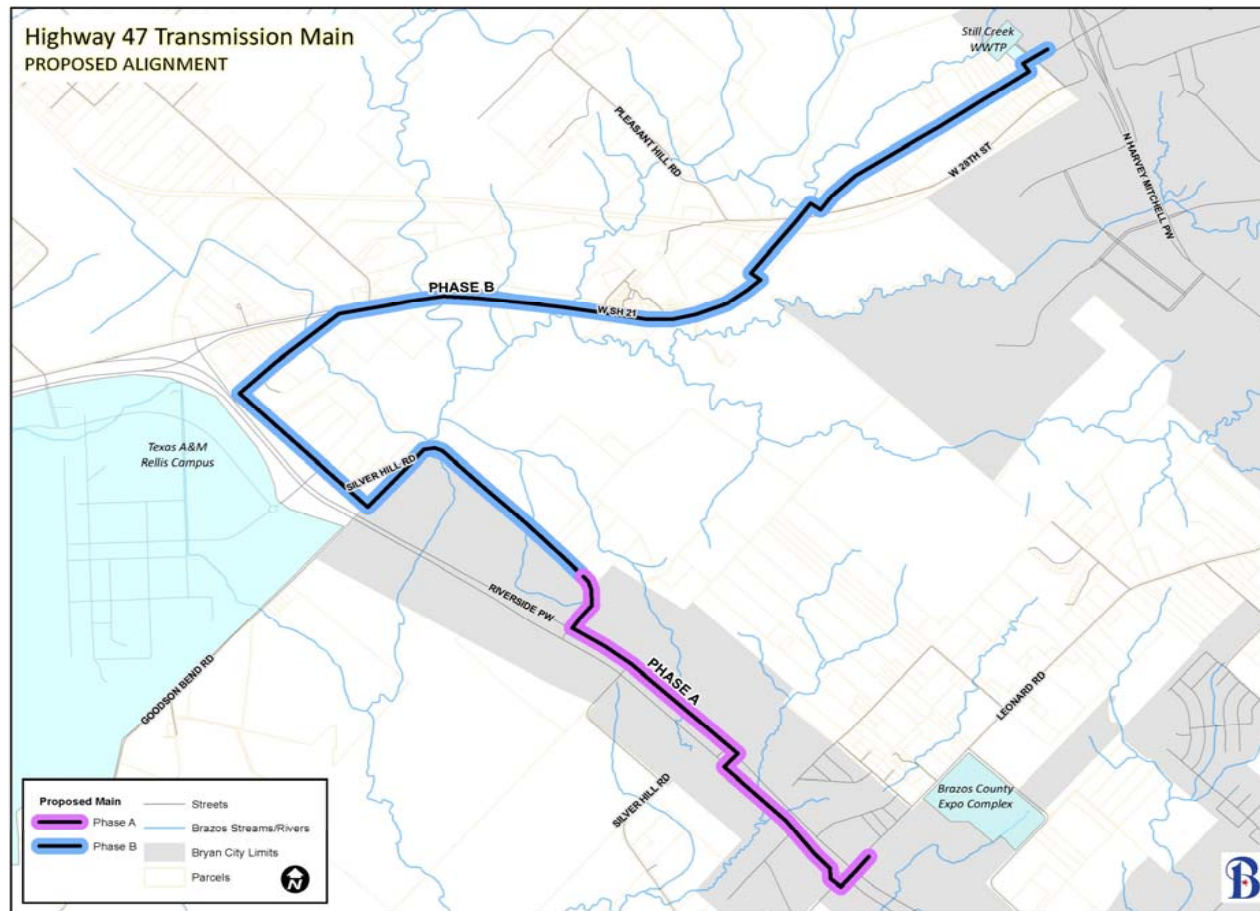 Highway 47 Transmission Main
PROPOSED ALIGNMENT
Still Creek
WWTP
PLEASANT HILL RD
W 28TH ST
N HARVEY MITCHELL PW
PHASE B
W SH 21
Texas A&M
Rellis Campus
SILVER HILL RD
RIVERSIDE PW
PHASE A
GOODSON BEND RD
LEONARD RD
SILVER HILL RD
Brazos County
Expo Complex
Proposed Main
Phase A
Phase B
Streets
Brazos Streams/Rivers
Bryan City Limits
Parcels
N
B